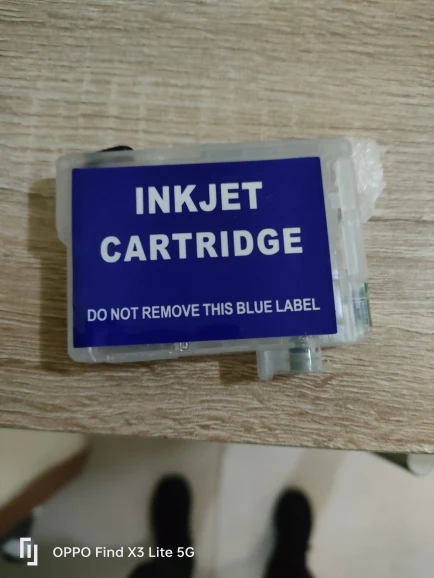 INKJET
CARTRIDGE
DO NOT REMOVE THIS BLUE LABEL
OPPO Find X3 Lite 5G